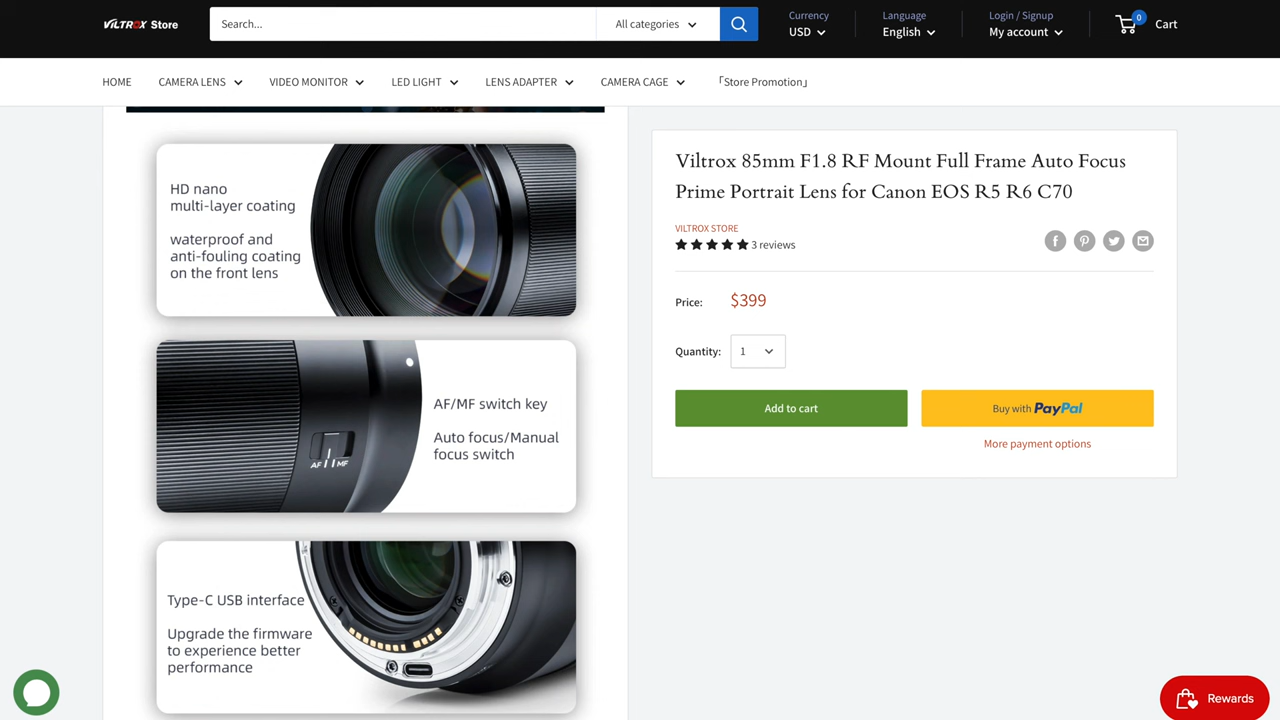 VILTROX Store
Search...
All categories
Currency
USD
Language
English
Login / Signup
My account
0
Cart
HOME
CAMERA LENS
VIDEO MONITOR
LED LIGHT
LENS ADAPTER
CAMERA CAGE
「Store Promotion」
HD nano
multi-layer coating
waterproof and
anti-fouling coating
on the front lens
AF/MF switch key
Auto focus/Manual
focus switch
AF MF
Type-C USB interface
Upgrade the firmware
to experience better
performance
Viltrox 85mm F1.8 RF Mount Full Frame Auto Focus
Prime Portrait Lens for Canon EOS R5 R6 C70
VILTROX STORE
3 reviews
Price:
$399
Quantity:
1
Add to cart
Buy with PayPal
More payment options
Rewards